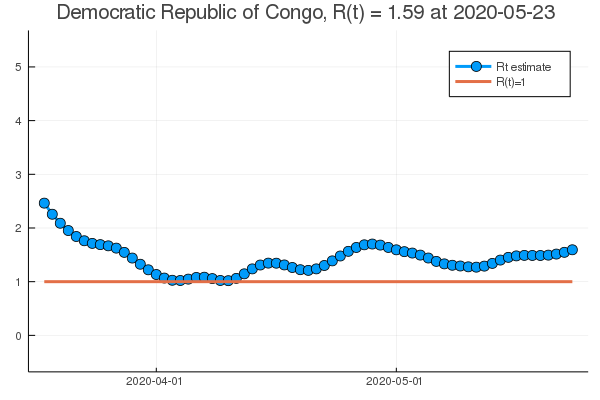 Democratic Republic of Congo, R(t) = 1.59 at 2020-05-23
Rt estimate
R(t)=1
5
4
3
2
1
0
2020-04-01
2020-05-01